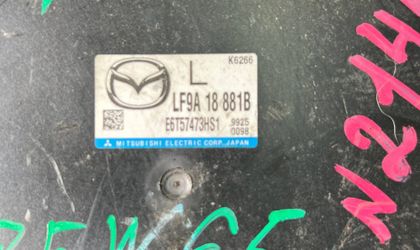 K6266
L
LF9A 18 881B
E6T57473HS1 9925
0098
MITSUBISHI ELECTRIC CORP. JAPAN